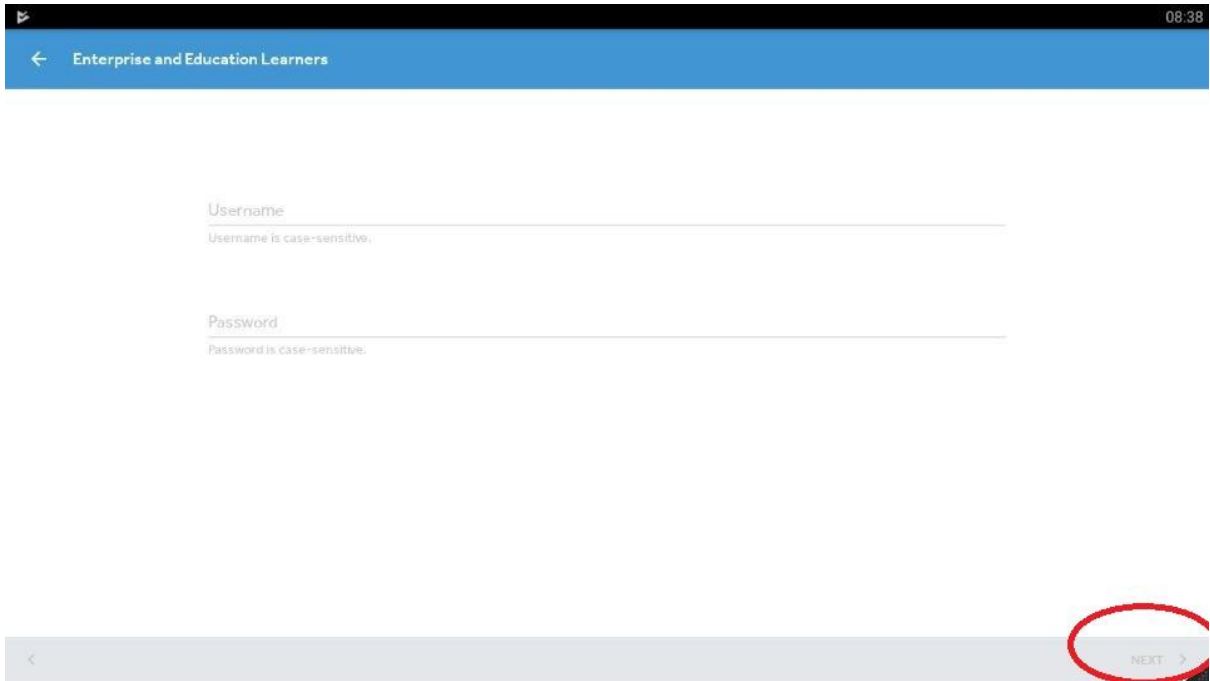 08:38
Enterprise and Education Learners
Username
Username is case-sensitive.
Password
Password is case-sensitive.
NEXT